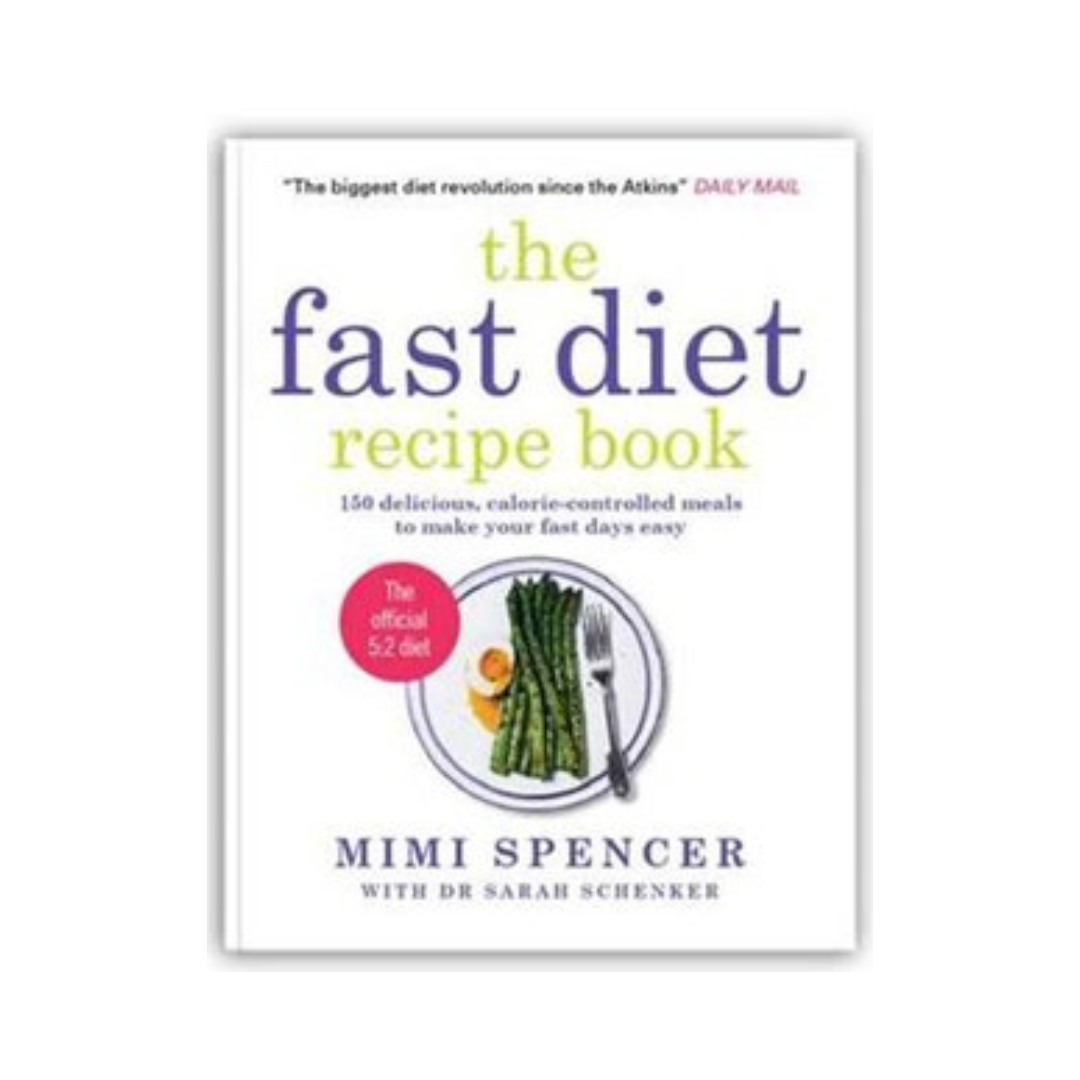 "The biggest diet revolution since the Atkins" DAILY MAIL
the
fast diet
recipe book
150 delicious, calorie-controlled meals
to make your fast days easy
The
official
5:2 diet
MIMI SPENCER
WITH DR SARAH SCHENKER